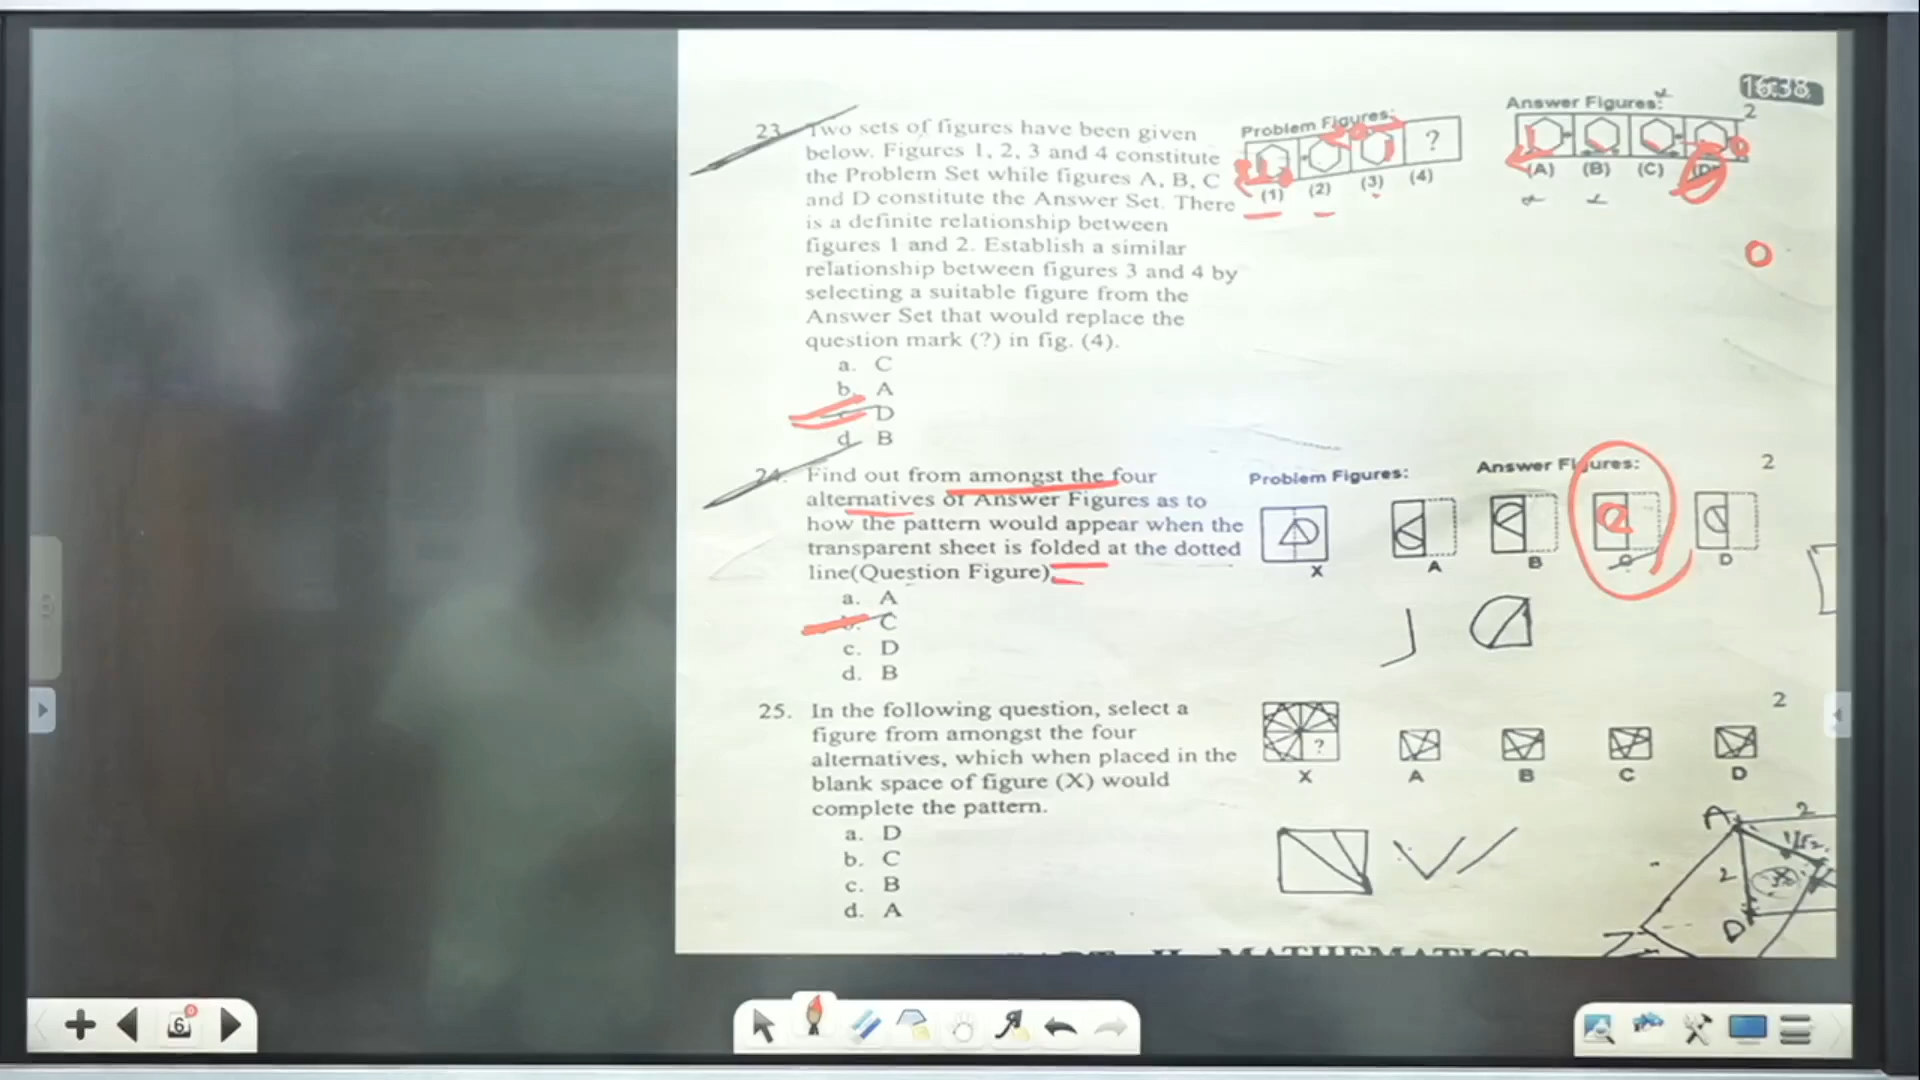 16:38
23. Two sets of figures have been given
below. Figures 1, 2, 3 and 4 constitute
the Problem Set while figures A, B, C
and D constitute the Answer Set. There
is a definite relationship between
figures 1 and 2. Establish a similar
relationship between figures 3 and 4 by
selecting a suitable figure from the
Answer Set that would replace the
question mark (?) in fig. (4).
Problem Figures:
?
(1) (2) (3) (4)
Answer Figures:
2
(A) (B) (C) (D)
a. C
b. A
D
d. B
24. Find out from amongst the four
alternatives of Answer Figures as to
how the pattern would appear when the
transparent sheet is folded at the dotted
line(Question Figure).
Problem Figures:
X
Answer Figures:
2
A B C D
a. A
b. C
c. D
d. B
25. In the following question, select a
figure from amongst the four
alternatives, which when placed in the
blank space of figure (X) would
complete the pattern.
2
?
X A B C D
a. D
b. C
c. B
d. A
A 2
2
D
II MATHEMATICS
6